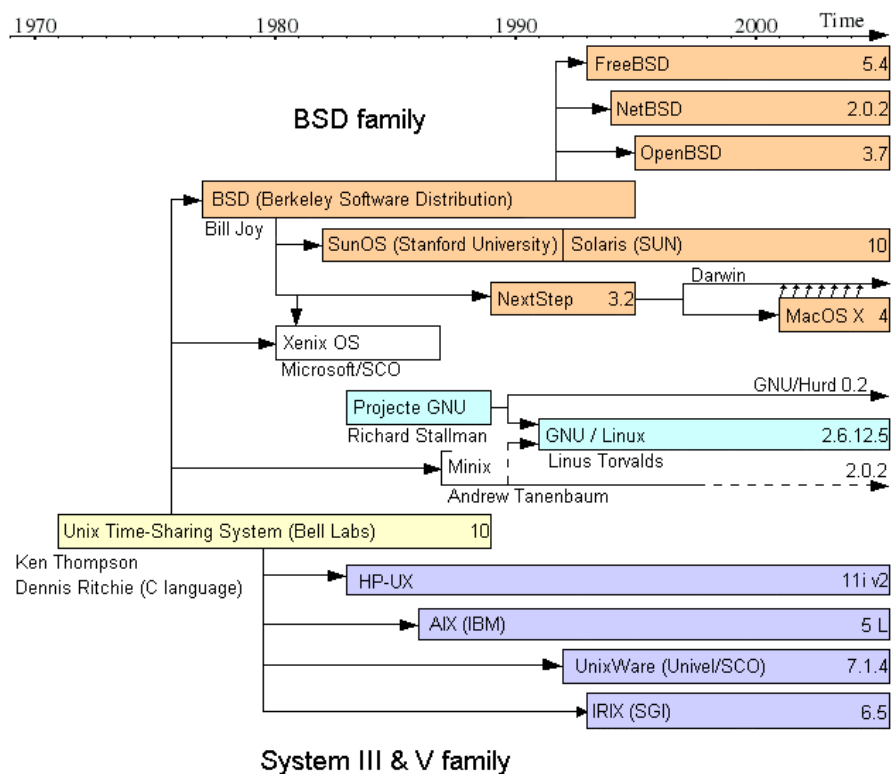 1970 1980 1990 2000 Time
FreeBSD 5.4
BSD family
NetBSD 2.0.2
OpenBSD 3.7
BSD (Berkeley Software Distribution)
Bill Joy
SunOS (Stanford University) Solaris (SUN) 10
Darwin
NextStep 3.2
MacOS X 4
Xenix OS
Microsoft/SCO
GNU/Hurd 0.2
Projecte GNU
Richard Stallman
GNU / Linux 2.6.12.5
Linus Torvalds
Minix 2.0.2
Andrew Tanenbaum
Unix Time-Sharing System (Bell Labs) 10
Ken Thompson
Dennis Ritchie (C language)
HP-UX 11i v2
AIX (IBM) 5 L
UnixWare (Univel/SCO) 7.1.4
IRIX (SGI) 6.5
System III & V family